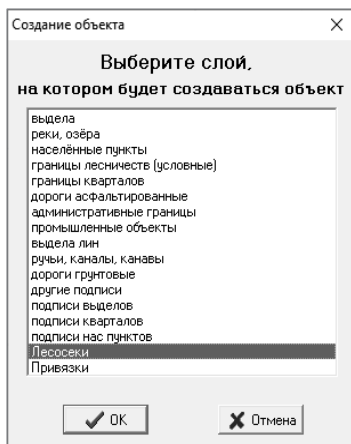 Создание объекта
Выберите слой,
на котором будет создаваться объект
выдела
реки, озёра
населённые пункты
границы лесничеств (условные)
границы кварталов
дороги асфальтированные
административные границы
промышленные объекты
выдела лин
ручьи, каналы, канавы
дороги грунтовые
другие подписи
подписи выделов
подписи кварталов
подписи нас пунктов
Лесосеки
Привязки
OK
Отмена